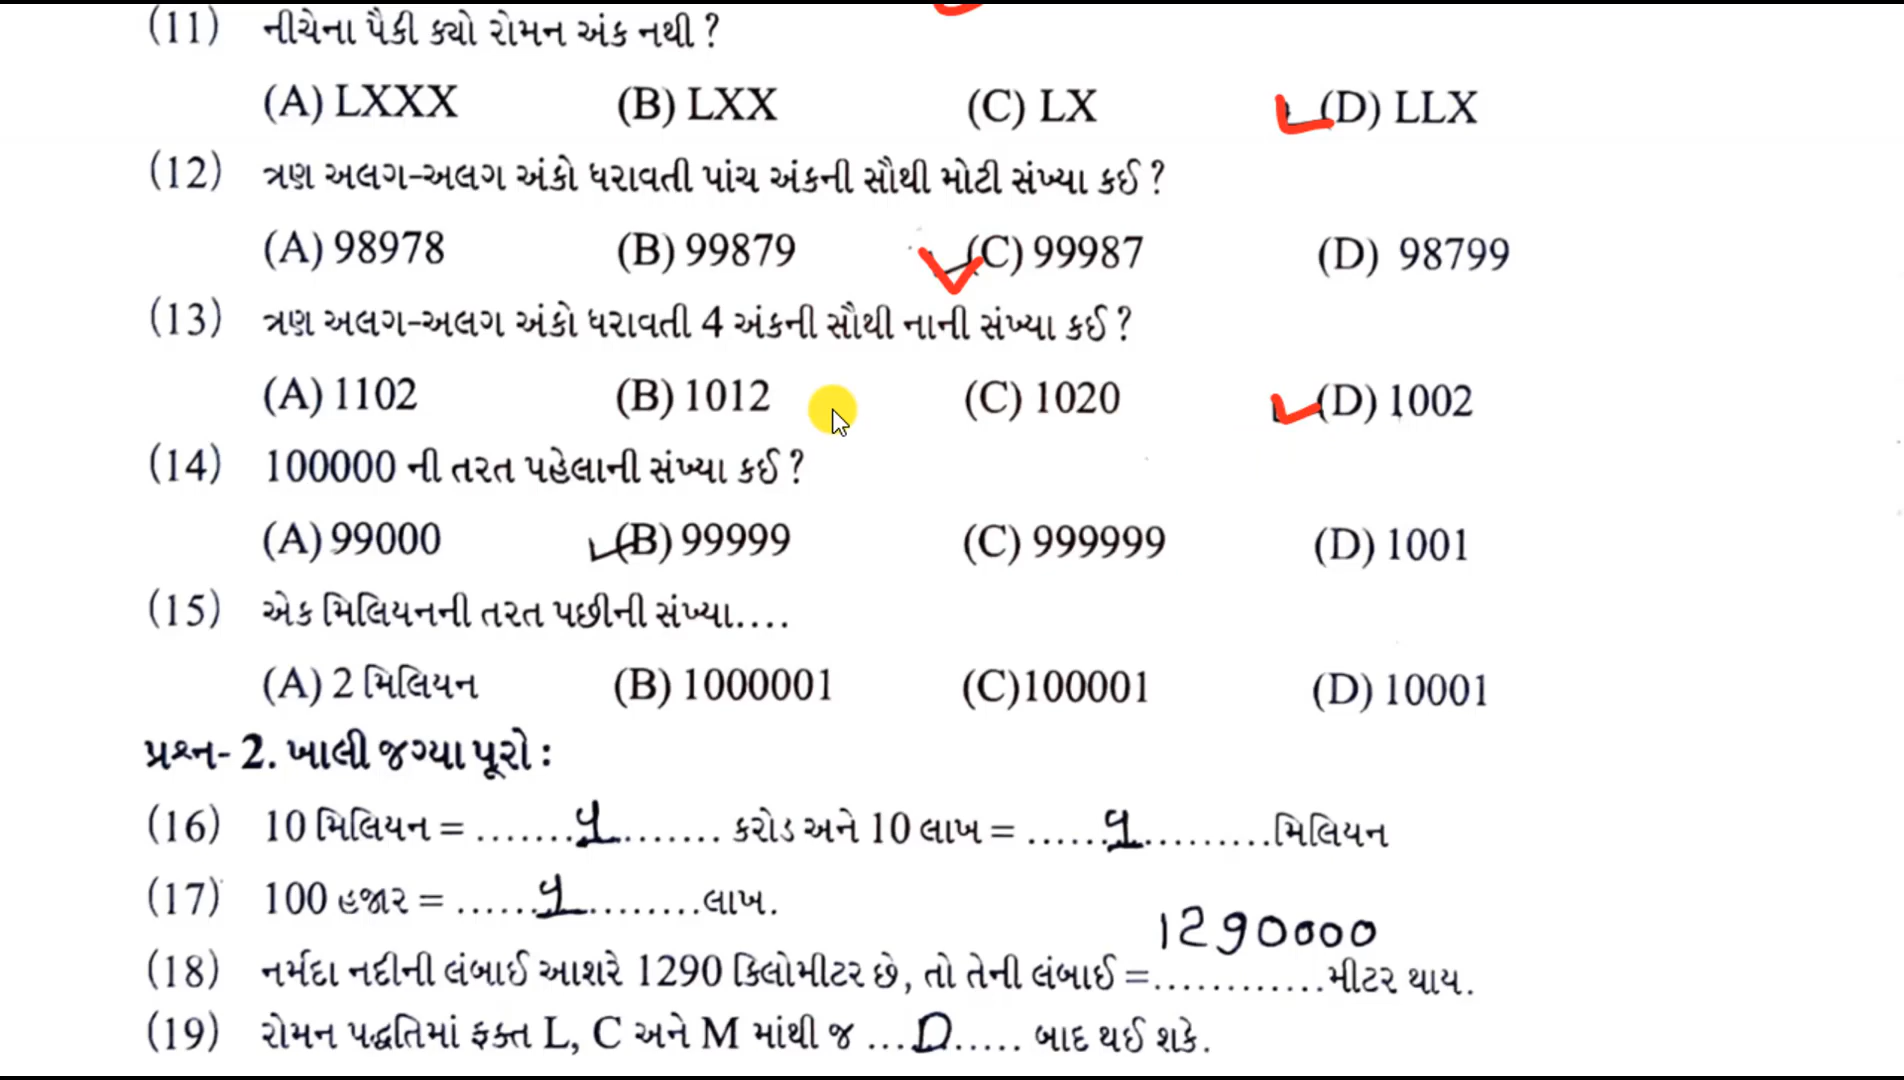 (11) નીચેના પૈકી ક્યો રોમન અંક નથી ?
(A) LXXX (B) LXX (C) LX (D) LLX
(12) ત્રણ અલગ-અલગ અંકો ધરાવતી પાંચ અંકની સૌથી મોટી સંખ્યા કઈ ?
(A) 98978 (B) 99879 (C) 99987 (D) 98799
(13) ત્રણ અલગ-અલગ અંકો ધરાવતી 4 અંકની સૌથી નાની સંખ્યા કઈ ?
(A) 1102 (B) 1012 (C) 1020 (D) 1002
(14) 100000 ની તરત પહેલાની સંખ્યા કઈ ?
(A) 99000 (B) 99999 (C) 999999 (D) 1001
(15) એક મિલિયનની તરત પછીની સંખ્યા....
(A) 2 મિલિયન (B) 1000001 (C)100001 (D) 10001
પ્રશ્ન- 2. ખાલી જગ્યા પૂરો :
(16) 10 મિલિયન = .......૧....... કરોડ અને 10 લાખ = ......૧..........મિલિયન
(17) 100 હજાર = ......૧........લાખ.
1290000
(18) નર્મદા નદીની લંબાઈ આશરે 1290 કિલોમીટર છે, તો તેની લંબાઈ =............મીટર થાય.
(19) રોમન પદ્ધતિમાં ફક્ત L, C અને M માંથી જ ...D..... બાદ થઈ શકે.